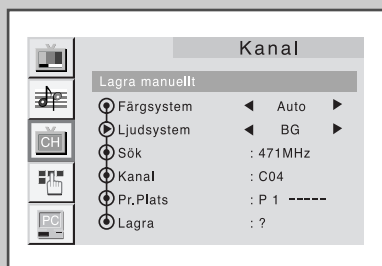 Kanal
Lagra manuellt
Färgsystem ◀ Auto ▶
Ljudsystem ◀ BG ▶
CH
Sök : 471MHz
Kanal : C04
Pr.Plats : P 1 -----
PC
Lagra : ?